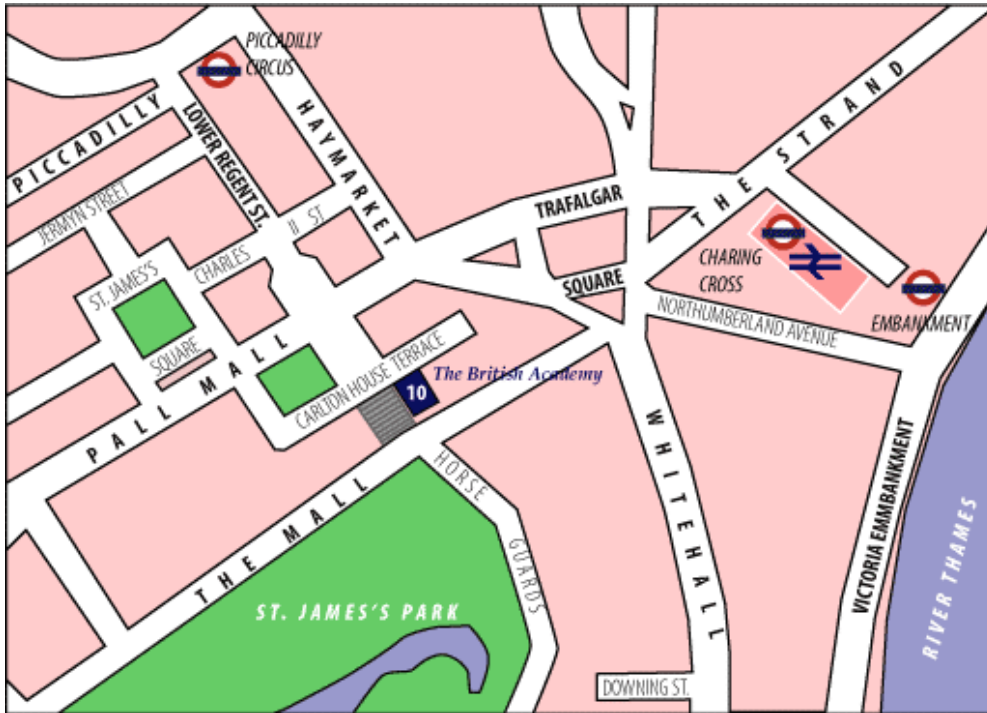 PICCADILLY
CIRCUS
PICCADILLY
LOWER REGENT ST.
HAYMARKET
JERMYN STREET
CHARLES II ST
ST. JAMES'S
SQUARE
PALL MALL
CARLTON HOUSE TERRACE
10
The British Academy
TRAFALGAR
SQUARE
THE STRAND
CHARING
CROSS
EMBANKMENT
NORTHUMBERLAND AVENUE
WHITEHALL
VICTORIA EMMBANKMENT
RIVER THAMES
THE MALL
HORSE GUARDS
ST. JAMES'S PARK
DOWNING ST.